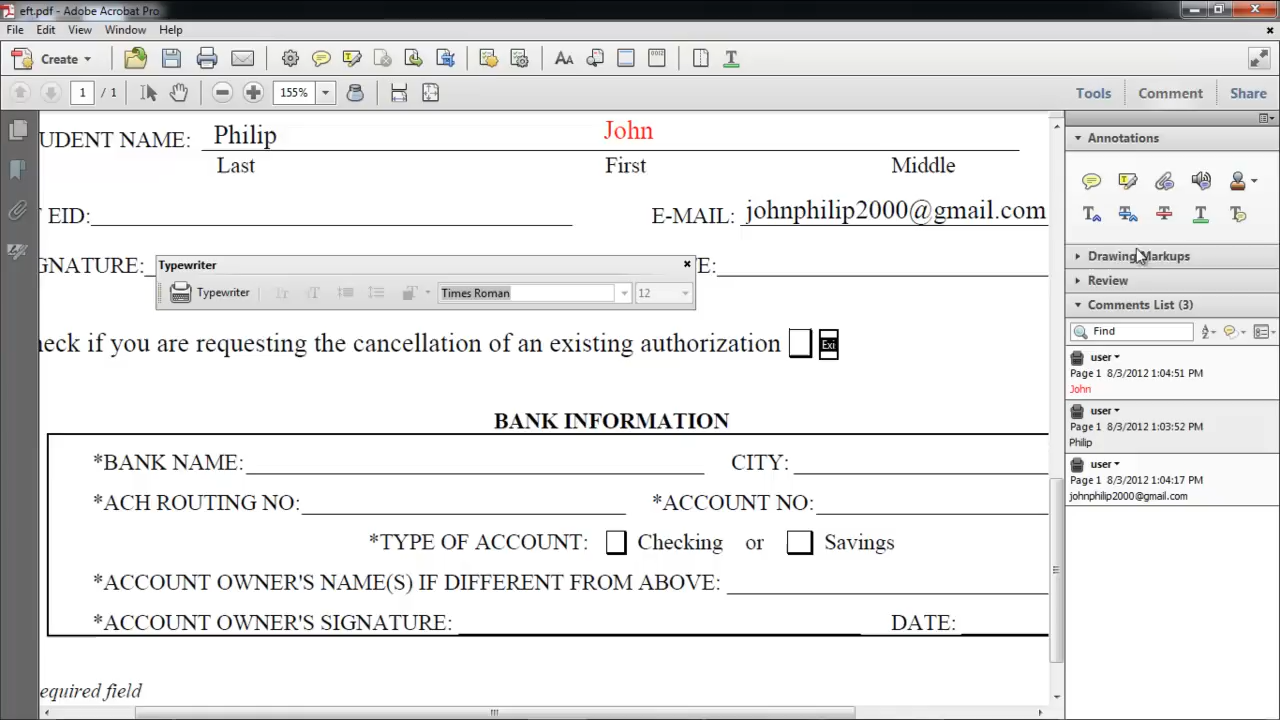 eft.pdf - Adobe Acrobat Pro
File Edit View Window Help
Create
1 / 1 155% Tools Comment Share
UDENT NAME: Philip John
Last First Middle
T EID: E-MAIL: johnphilip2000@gmail.com
GNATURE: E:
Typewriter
Typewriter Times Roman 12
heck if you are requesting the cancellation of an existing authorization Exi
BANK INFORMATION
*BANK NAME: CITY:
*ACH ROUTING NO: *ACCOUNT NO:
*TYPE OF ACCOUNT: Checking or Savings
*ACCOUNT OWNER'S NAME(S) IF DIFFERENT FROM ABOVE:
*ACCOUNT OWNER'S SIGNATURE: DATE:
equired field
Annotations
Drawing Markups
Review
Comments List (3)
Find
user
Page 1 8/3/2012 1:04:51 PM
John
user
Page 1 8/3/2012 1:03:52 PM
Philip
user
Page 1 8/3/2012 1:04:17 PM
johnphilip2000@gmail.com